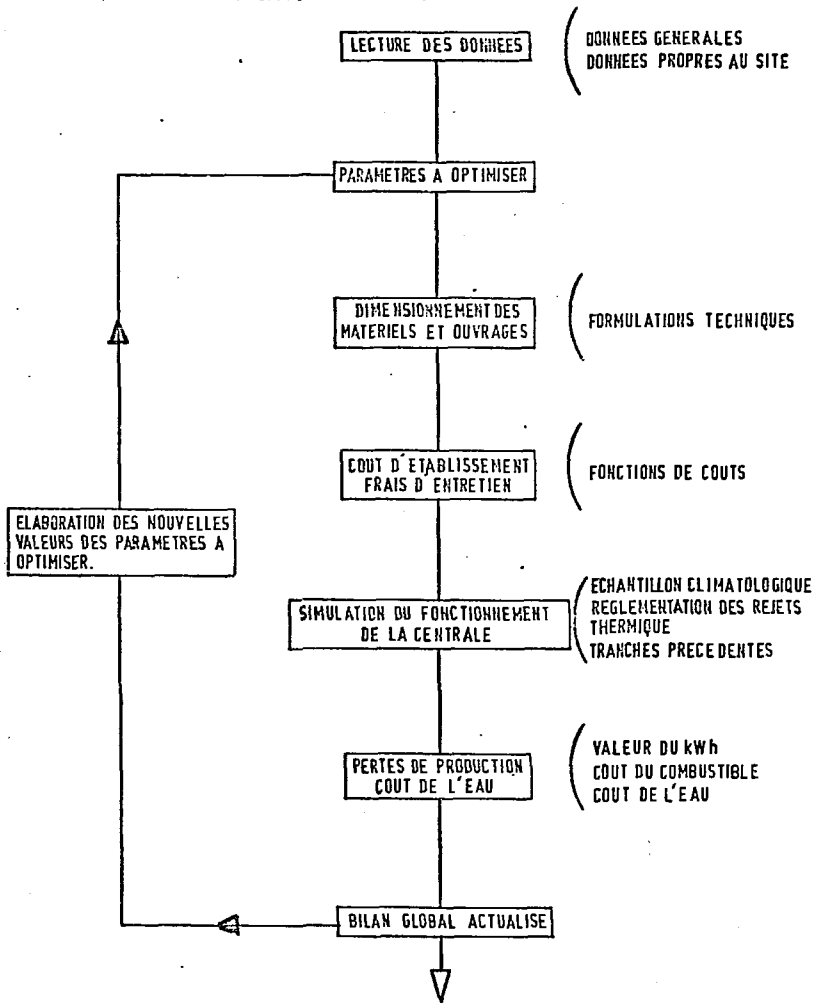 LECTURE DES DONNEES
DONNEES GENERALES
DONNEES PROPRES AU SITE
PARAMETRES A OPTIMISER
DIMENSIONNEMENT DES
MATERIELS ET OUVRAGES
FORMULATIONS TECHNIQUES
COUT D'ETABLISSEMENT
FRAIS D'ENTRETIEN
FONCTIONS DE COUTS
ELABORATION DES NOUVELLES
VALEURS DES PARAMETRES A
OPTIMISER.
SIMULATION DU FONCTIONNEMENT
DE LA CENTRALE
ECHANTILLON CLIMATOLOGIQUE
REGLEMENTATION DES REJETS
THERMIQUE
TRANCHES PRECEDENTES
PERTES DE PRODUCTION
COUT DE L'EAU
VALEUR DU kWh
COUT DU COMBUSTIBLE
COUT DE L'EAU
BILAN GLOBAL ACTUALISE